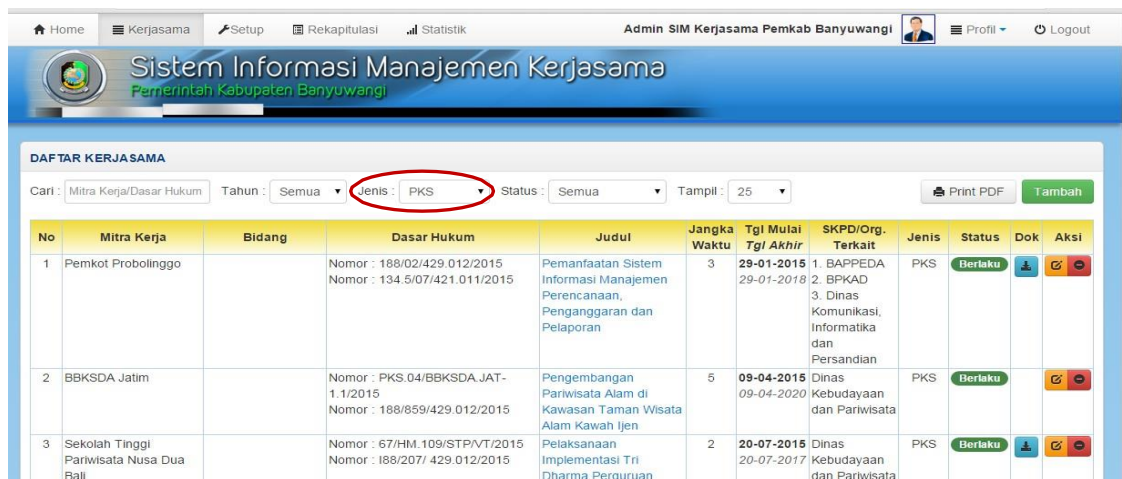 Home Kerjasama Setup Rekapitulasi Statistik Admin SIM Kerjasama Pemkab Banyuwangi Profil Logout
Sistem Informasi Manajemen Kerjasama
Pemerintah Kabupaten Banyuwangi
DAFTAR KERJASAMA
Cari : Mitra Kerja/Dasar Hukum Tahun : Semua Jenis : PKS Status : Semua Tampil : 25 Print PDF Tambah
No Mitra Kerja Bidang Dasar Hukum Judul Jangka Waktu Tgl Mulai Tgl Akhir SKPD/Org. Terkait Jenis Status Dok Aksi
1 Pemkot Probolinggo Nomor : 188/02/429.012/2015 Pemanfaatan Sistem 3 29-01-2015 1. BAPPEDA PKS Berlaku
Nomor : 134.5/07/421.011/2015 Informasi Manajemen 29-01-2018 2. BPKAD
Perencanaan, 3. Dinas
Penganggaran dan Komunikasi,
Pelaporan Informatika
dan
Persandian
2 BBKSDA Jatim Nomor : PKS.04/BBKSDA.JAT- Pengembangan 5 09-04-2015 Dinas PKS Berlaku
1.1/2015 Pariwisata Alam di 09-04-2020 Kebudayaan
Nomor : 188/859/429.012/2015 Kawasan Taman Wisata dan Pariwisata
Alam Kawah Ijen
3 Sekolah Tinggi Nomor : 67/HM.109/STP/VT/2015 Pelaksanaan 2 20-07-2015 Dinas PKS Berlaku
Pariwisata Nusa Dua Nomor : I88/207/ 429.012/2015 Implementasi Tri 20-07-2017 Kebudayaan
Bali Dharma Perguruan dan Pariwisata